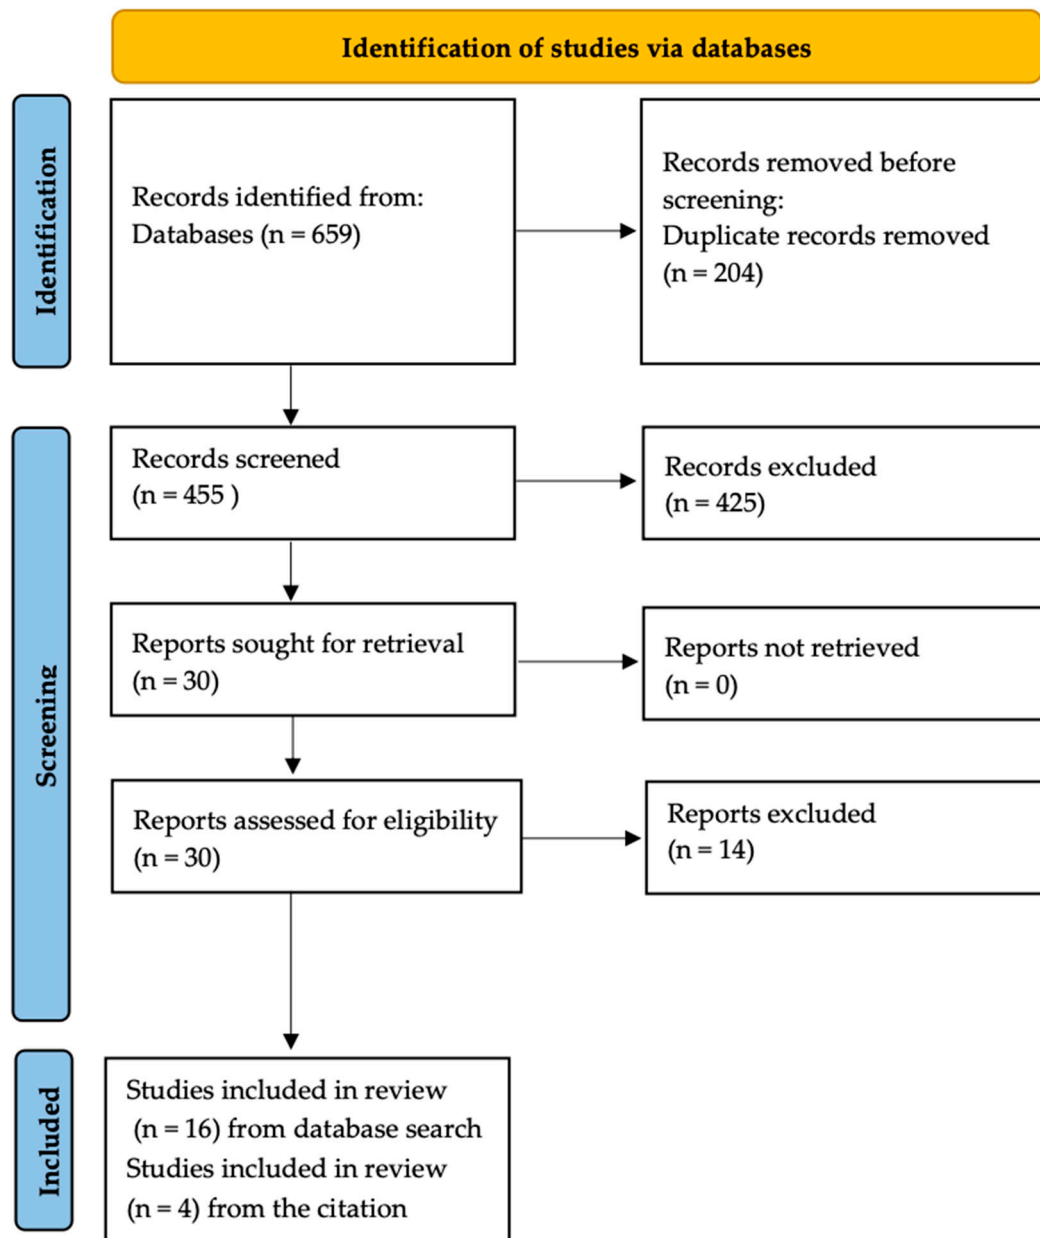 Identification of studies via databases
Identification
Records identified from:
Databases (n = 659)
Records removed before
screening:
Duplicate records removed
(n = 204)
Screening
Records screened
(n = 455 )
Records excluded
(n = 425)
Reports sought for retrieval
(n = 30)
Reports not retrieved
(n = 0)
Reports assessed for eligibility
(n = 30)
Reports excluded
(n = 14)
Included
Studies included in review
(n = 16) from database search
Studies included in review
(n = 4) from the citation